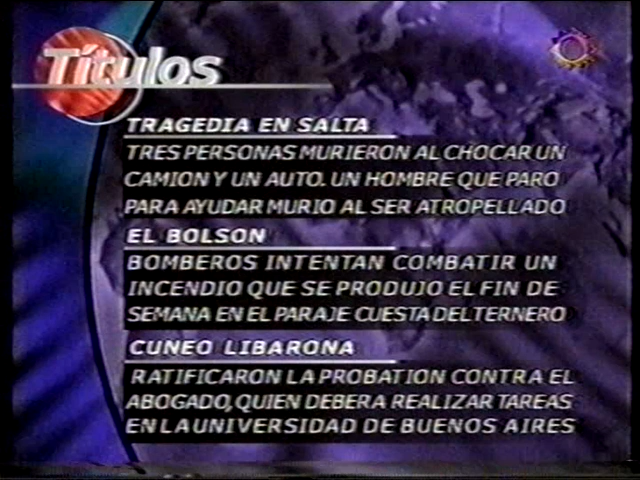 Títulos
TRAGEDIA EN SALTA
TRES PERSONAS MURIERON AL CHOCAR UN
CAMION Y UN AUTO. UN HOMBRE QUE PARO
PARA AYUDAR MURIO AL SER ATROPELLADO
EL BOLSON
BOMBEROS INTENTAN COMBATIR UN
INCENDIO QUE SE PRODUJO EL FIN DE
SEMANA EN EL PARAJE CUESTA DEL TERNERO
CUNEO LIBARONA
RATIFICARON LA PROBATION CONTRA EL
ABOGADO, QUIEN DEBERA REALIZAR TAREAS
EN LA UNIVERSIDAD DE BUENOS AIRES